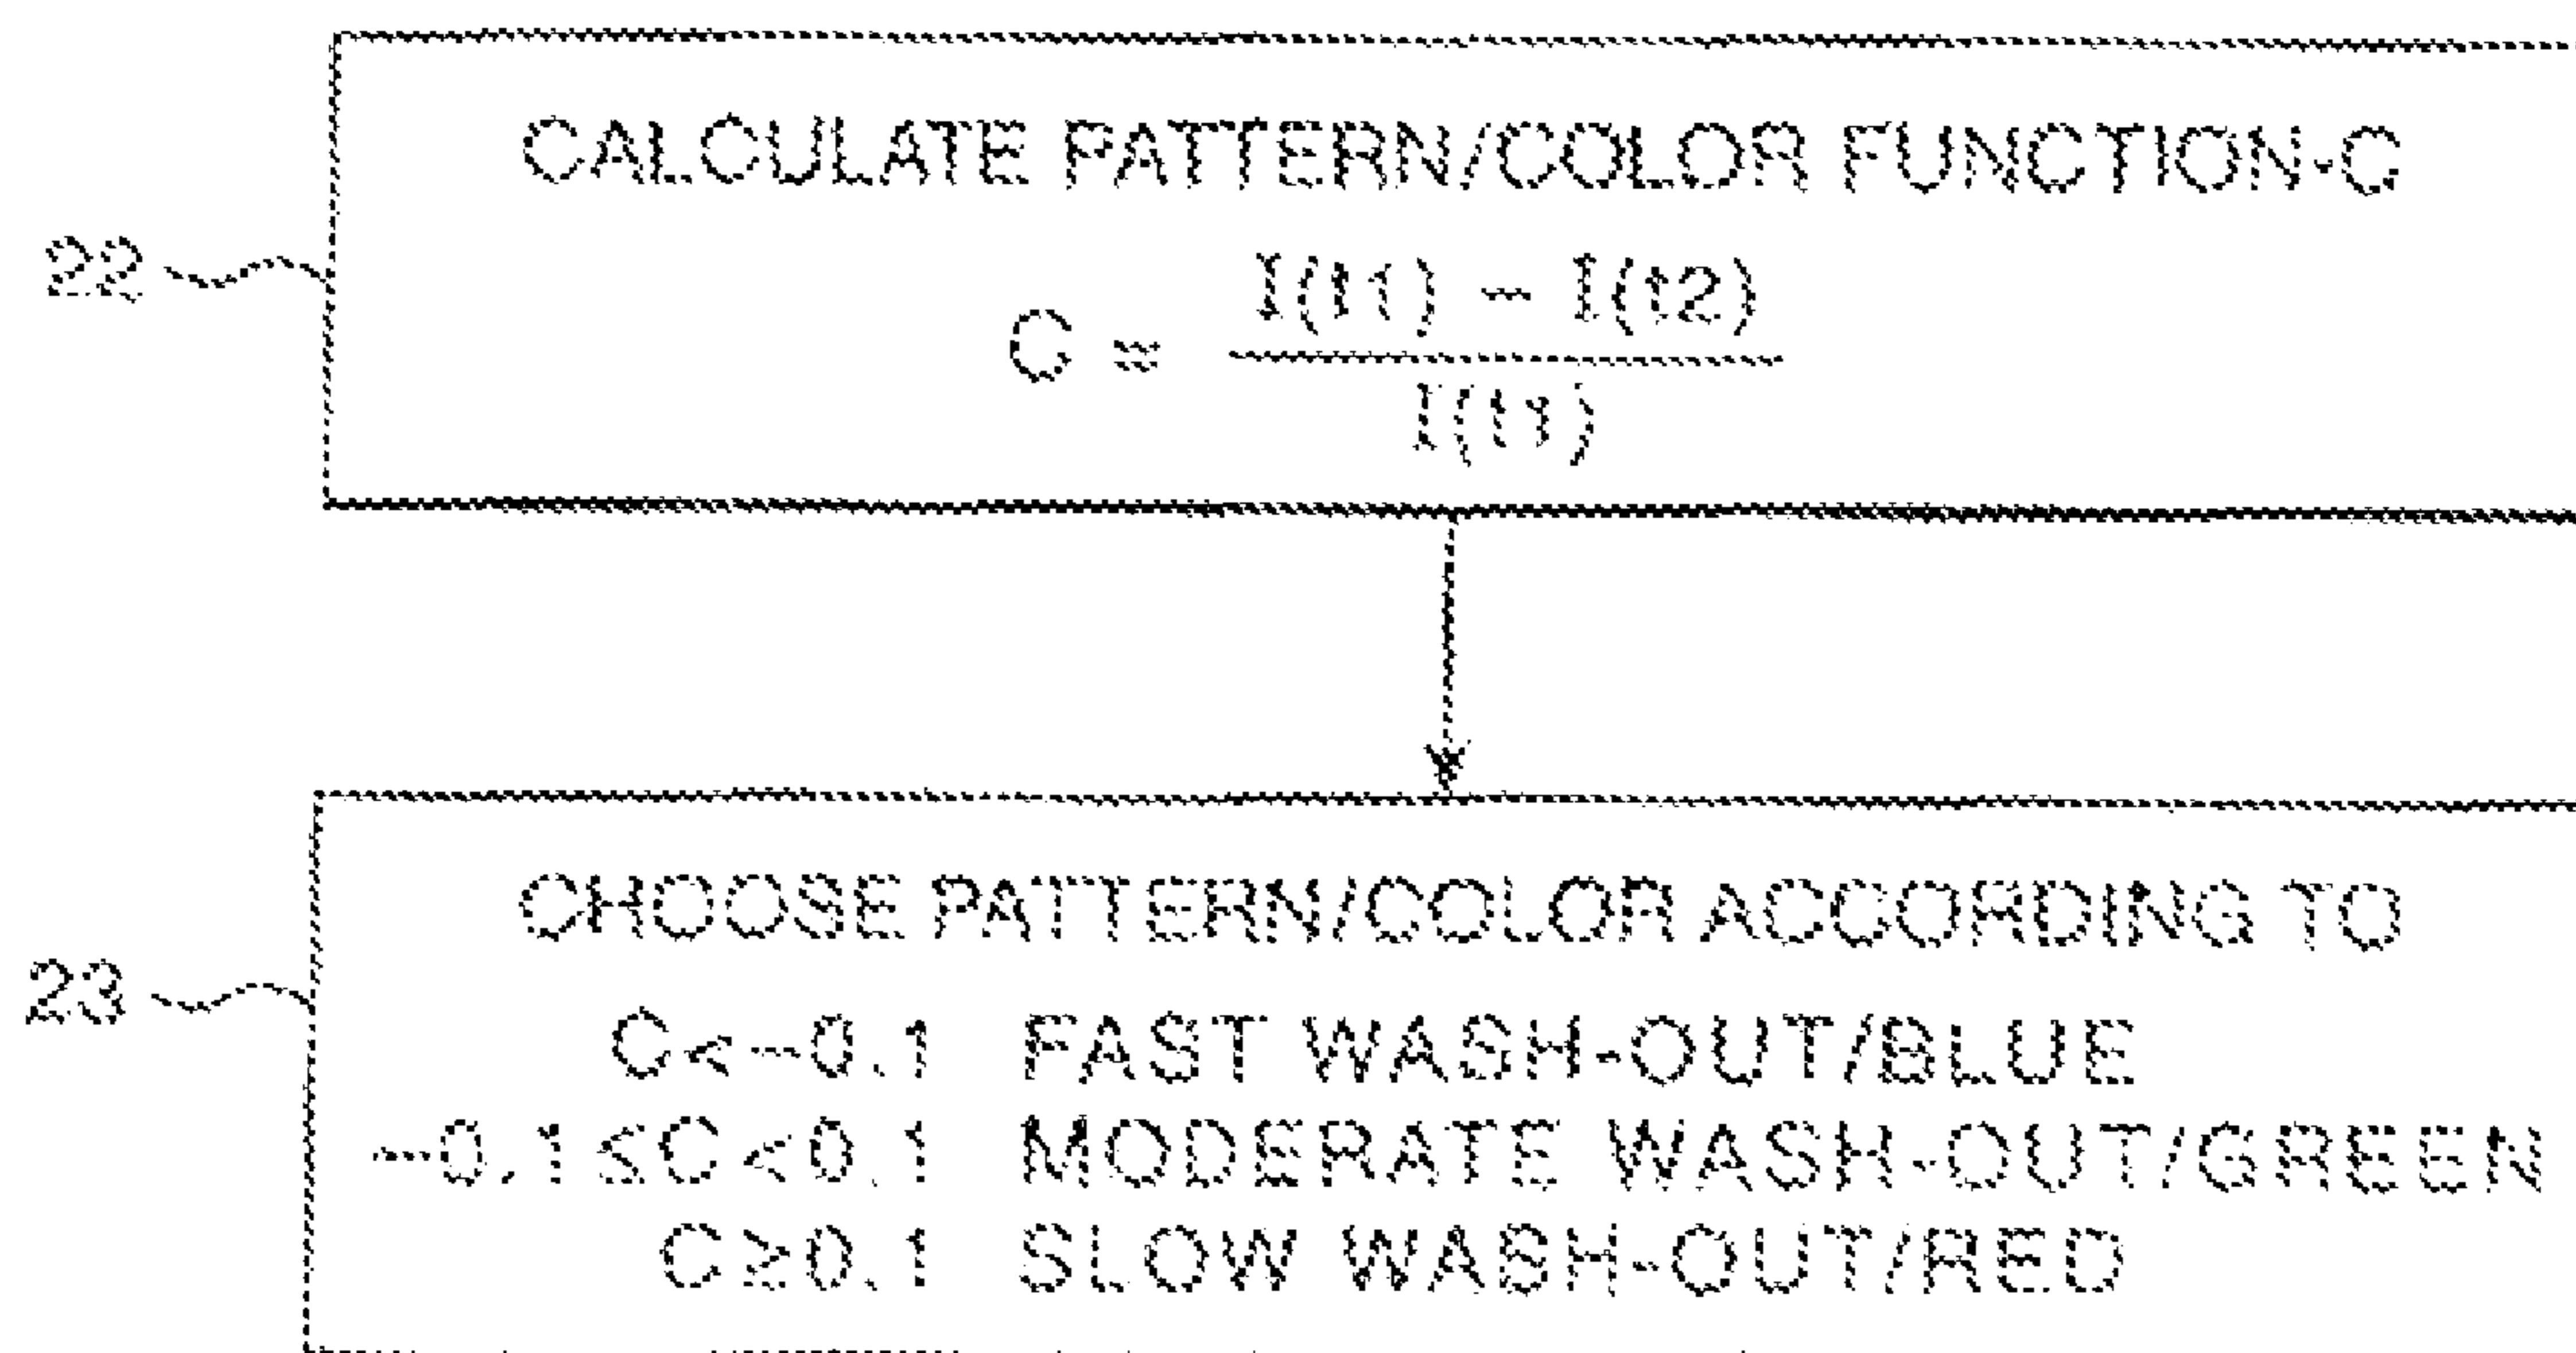 CALCULATE PATTERN/COLOR FUNCTION-C
22
C = I(t1) - I(t2)
I(t1)
CHOOSE PATTERN/COLOR ACCORDING TO
23
C<-0.1 FAST WASH-OUT/BLUE
-0.1≤C<0.1 MODERATE WASH-OUT/GREEN
C≥0.1 SLOW WASH-OUT/RED